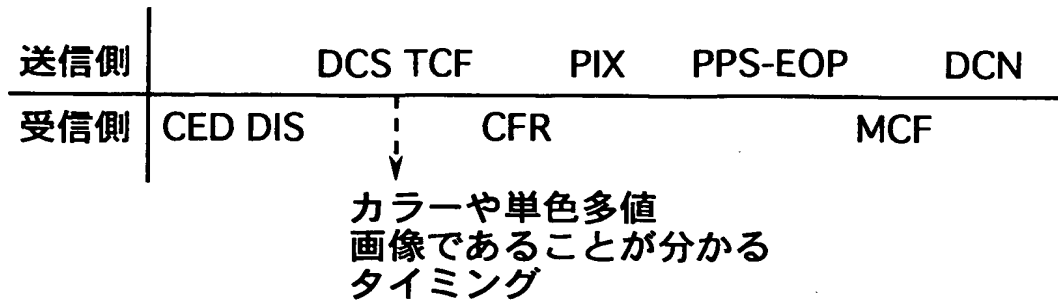 送信側 DCS TCF PIX PPS-EOP DCN
受信側 CED DIS CFR MCF
カラーや単色多値
画像であることが分かる
タイミング